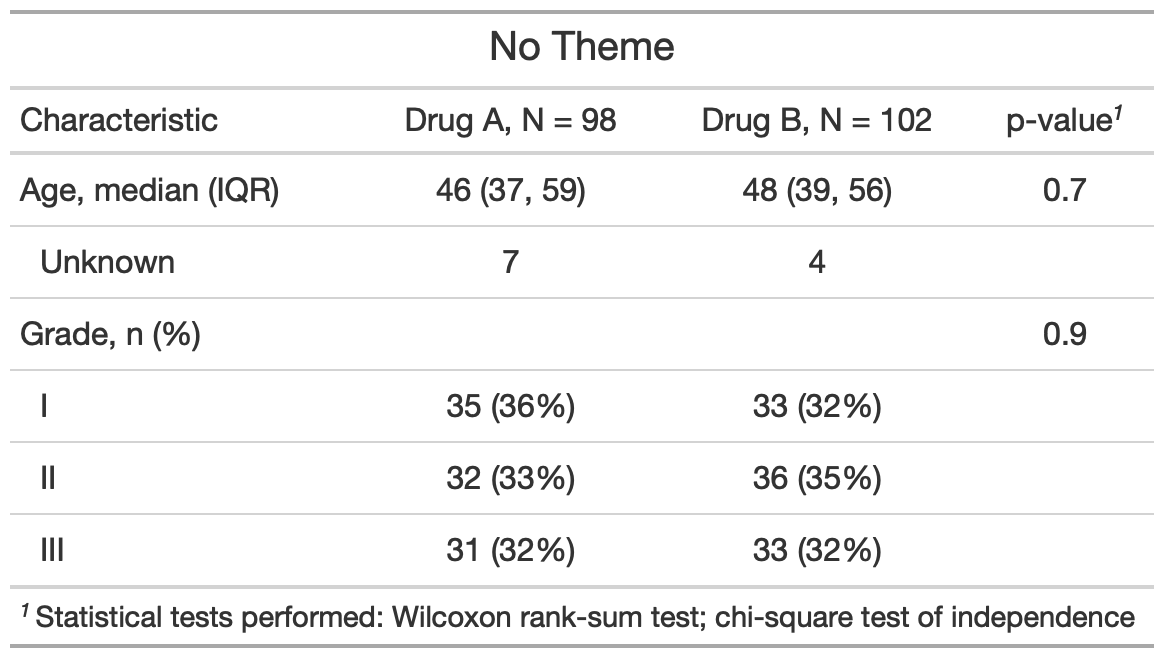 No Theme
Characteristic Drug A, N = 98 Drug B, N = 102 p-value1
Age, median (IQR) 46 (37, 59) 48 (39, 56) 0.7
Unknown 7 4
Grade, n (%) 0.9
I 35 (36%) 33 (32%)
II 32 (33%) 36 (35%)
III 31 (32%) 33 (32%)
1 Statistical tests performed: Wilcoxon rank-sum test; chi-square test of independence